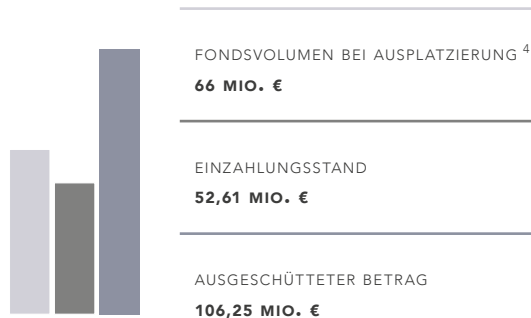 FONDSVOLUMEN BEI AUSPLATZIERUNG 4
66 MIO. €
EINZAHLUNGSSTAND
52,61 MIO. €
AUSGESCHÜTTETER BETRAG
106,25 MIO. €